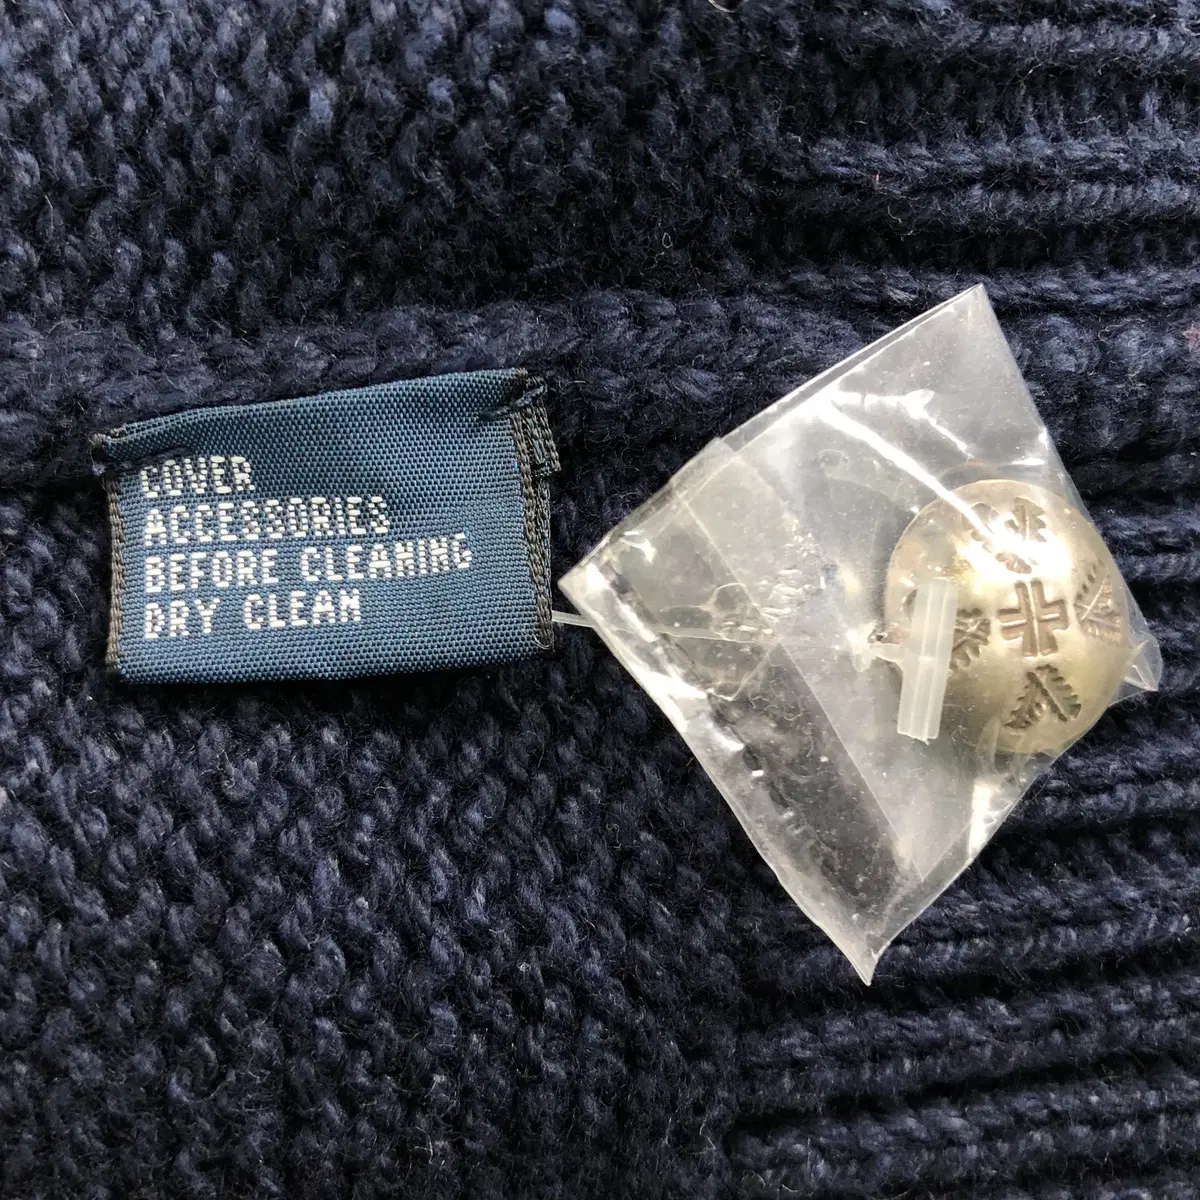 COVER
ACCESSORIES
BEFORE CLEANING
DRY CLEAN